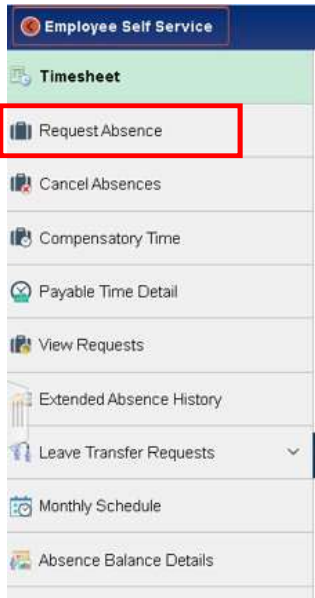 Employee Self Service
Timesheet
Request Absence
Cancel Absences
Compensatory Time
Payable Time Detail
View Requests
Extended Absence History
Leave Transfer Requests
Monthly Schedule
Absence Balance Details